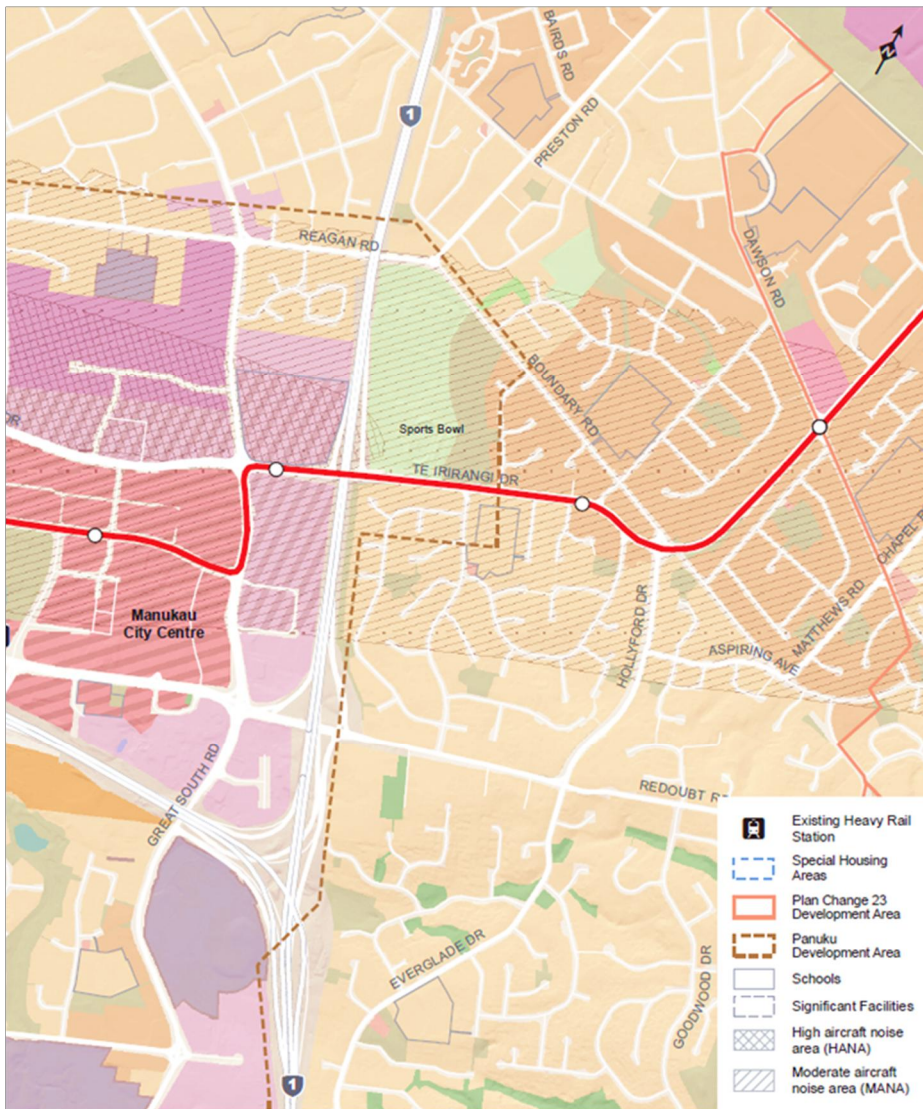 BAIRDS RD
Z
1
PRESTON RD
REAGAN RD
DAWSON RD
BOUNDARY RD
Sports Bowl
DR
TE IRIRANGI DR
CHAPEL
MATTHEWS RD
Manukau
City Centre
HOLLYFORD DR
ASPIRING AVE
GREAT SOUTH RD
REDOUBT
EVERGLADE DR
GOODWOOD DR
1
Existing Heavy Rail
Station
Special Housing
Areas
Plan Change 23
Development Area
Panuku
Development Area
Schools
Significant Facilities
High aircraft noise
area (HANA)
Moderate aircraft
noise area (MANA)